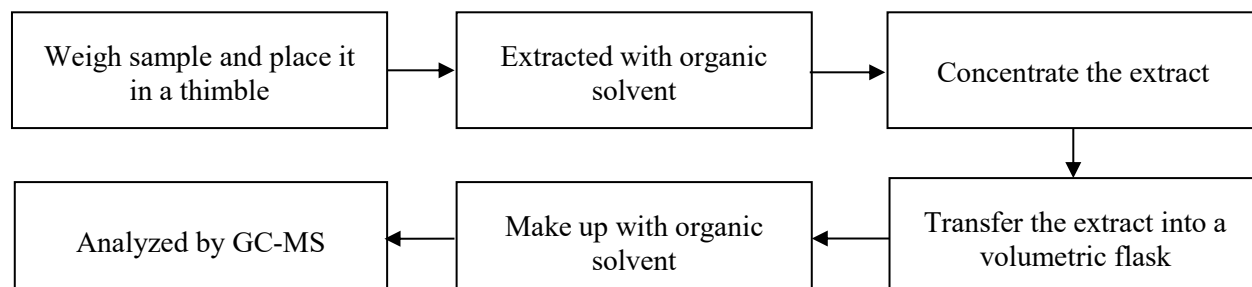 Weigh sample and place it
in a thimble
Extracted with organic
solvent
Concentrate the extract
Transfer the extract into a
volumetric flask
Make up with organic
solvent
Analyzed by GC-MS